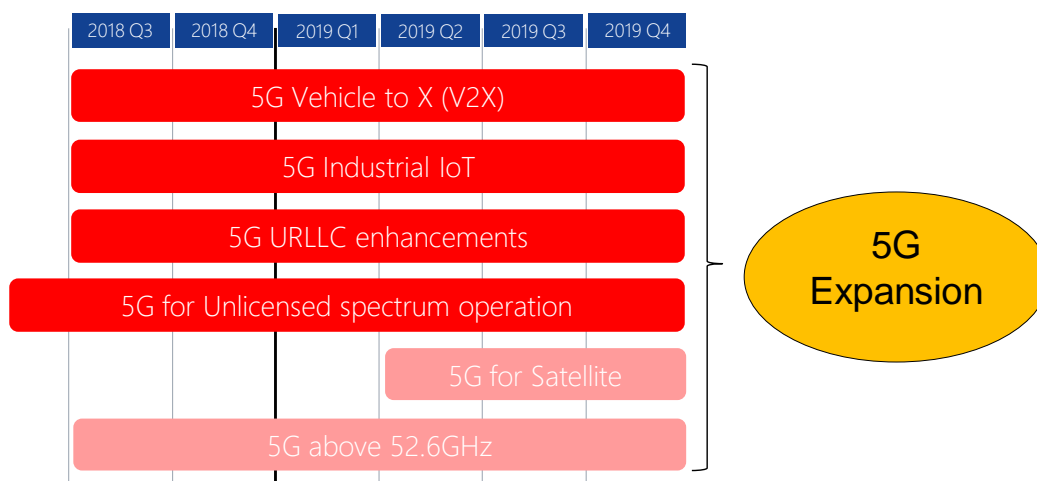 2018 Q3 2018 Q4 2019 Q1 2019 Q2 2019 Q3 2019 Q4
5G Vehicle to X (V2X)
5G Industrial IoT
5G URLLC enhancements
5G for Unlicensed spectrum operation
5G for Satellite
5G above 52.6GHz
5G
Expansion